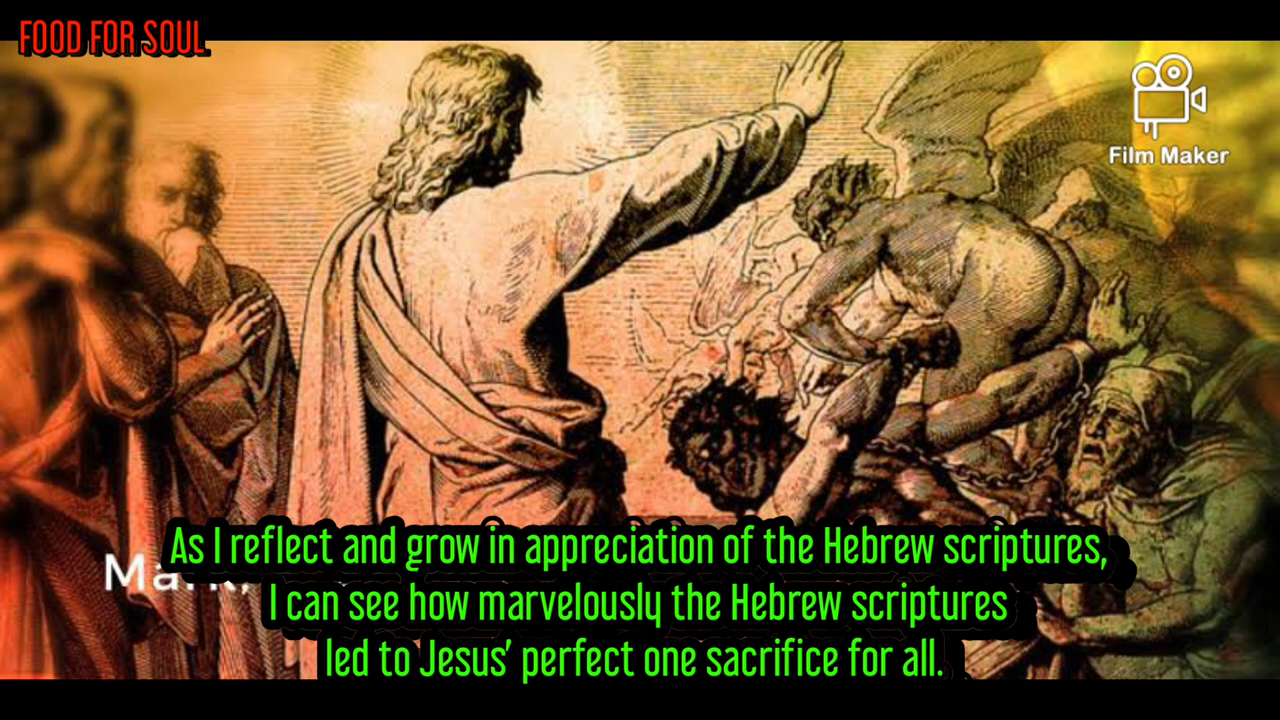 FOOD FOR SOUL
Film Maker
As I reflect and grow in appreciation of the Hebrew scriptures,
I can see how marvelously the Hebrew scriptures
led to Jesus’ perfect one sacrifice for all.